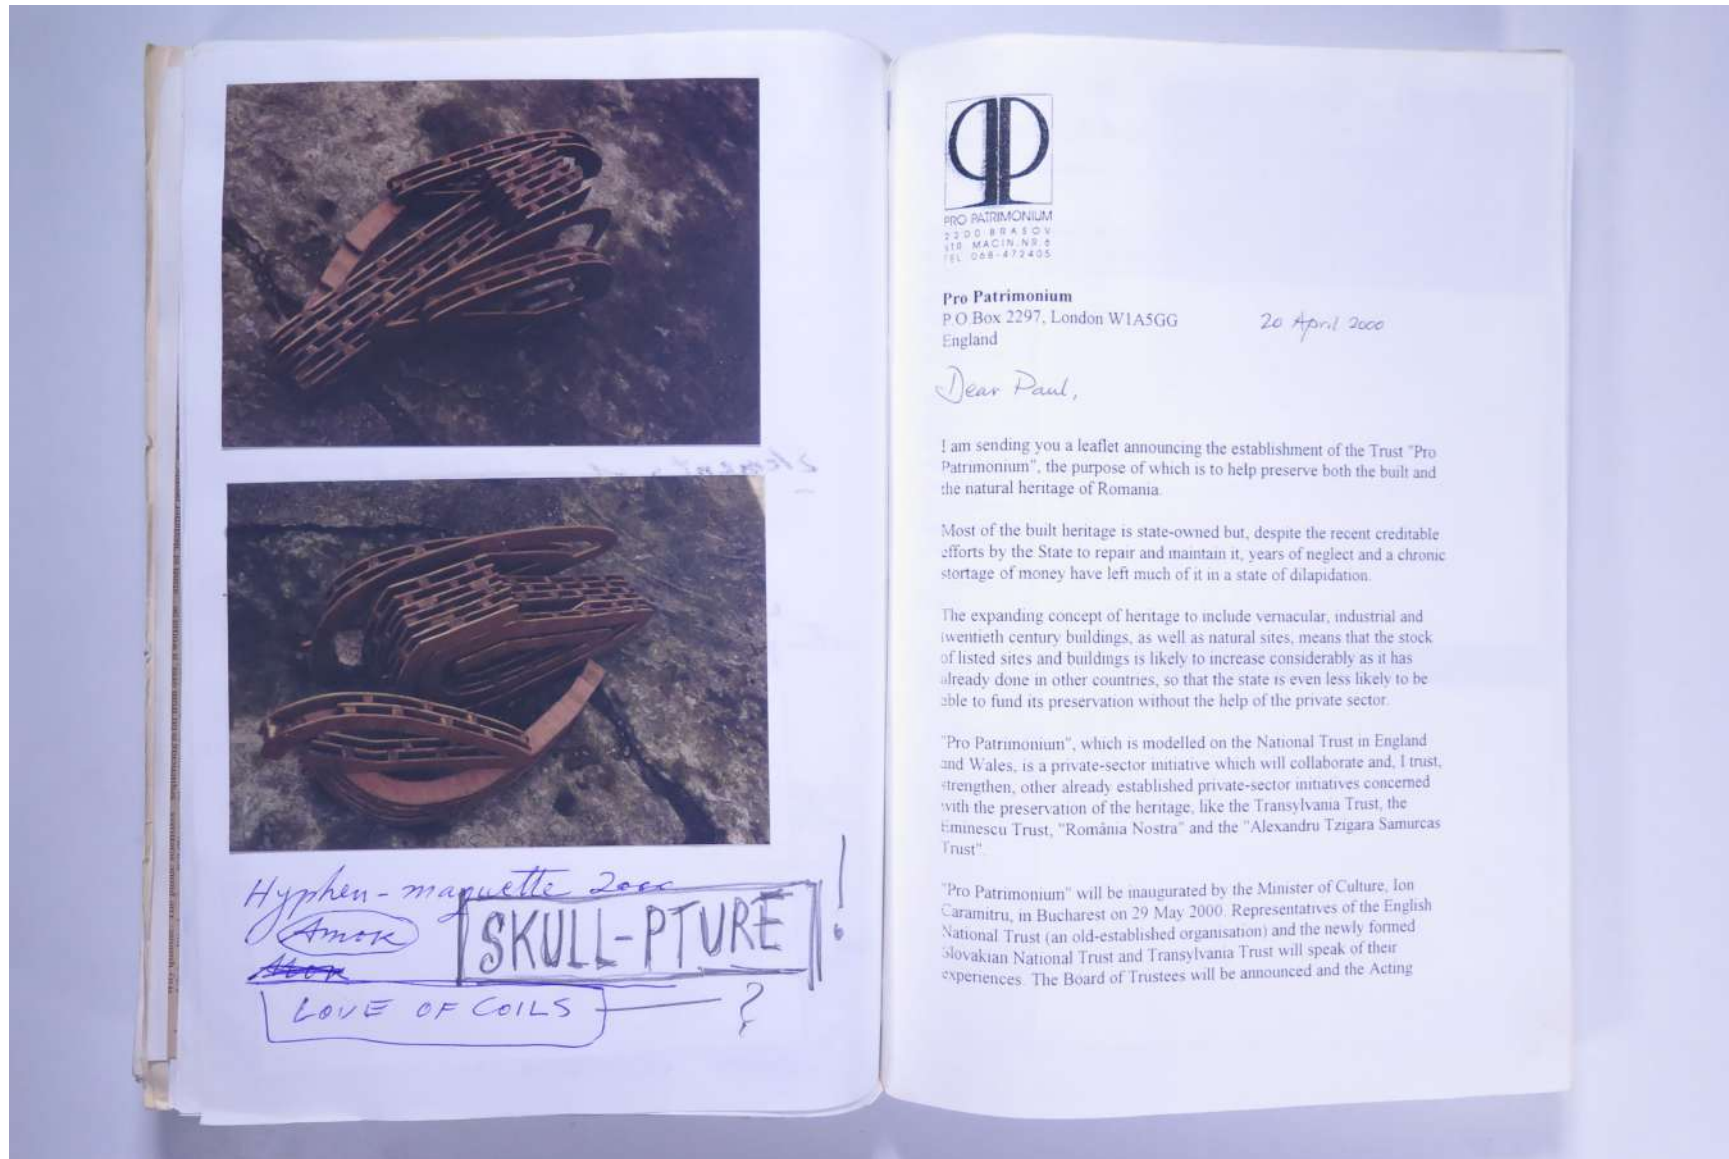 Hyphen-maquette 2000
Amok
SKULL-PTURE !
LOVE OF COILS ?
PRO PATRIMONIUM
2200 BRASOV
STR MACIN.NR.6
TEL 068-472405
Pro Patrimonium
P.O Box 2297, London W1A5GG
20 April 2000
England
Dear Paul,
I am sending you a leaflet announcing the establishment of the Trust "Pro
Patrimonium", the purpose of which is to help preserve both the built and
the natural heritage of Romania.
Most of the built heritage is state-owned but, despite the recent creditable
efforts by the State to repair and maintain it, years of neglect and a chronic
stortage of money have left much of it in a state of dilapidation.
The expanding concept of heritage to include vernacular, industrial and
twentieth century buildings, as well as natural sites, means that the stock
of listed sites and buildings is likely to increase considerably as it has
already done in other countries, so that the state is even less likely to be
able to fund its preservation without the help of the private sector.
"Pro Patrimonium", which is modelled on the National Trust in England
and Wales, is a private-sector initiative which will collaborate and, I trust,
strengthen, other already established private-sector initiatives concerned
with the preservation of the heritage, like the Transylvania Trust, the
Eminescu Trust, "România Nostra" and the "Alexandru Tzigara Samurcas
Trust".
"Pro Patrimonium" will be inaugurated by the Minister of Culture, Ion
Caramitru, in Bucharest on 29 May 2000. Representatives of the English
National Trust (an old-established organisation) and the newly formed
Slovakian National Trust and Transylvania Trust will speak of their
experiences. The Board of Trustees will be announced and the Acting